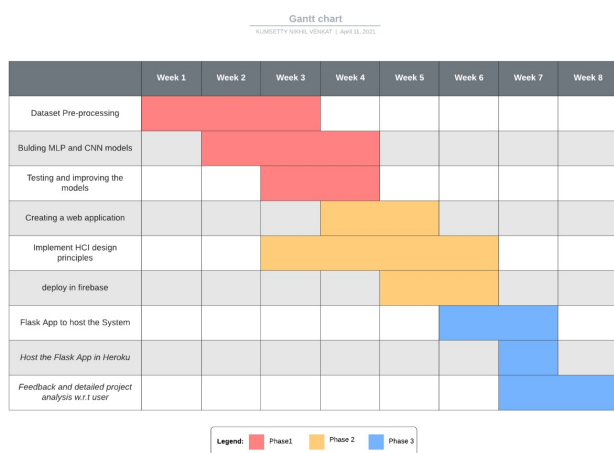 Gantt chart
KUMSETTY NIKHIL VENKAT | April 11, 2021
Week 1 Week 2 Week 3 Week 4 Week 5 Week 6 Week 7 Week 8
Dataset Pre-processing
Bulding MLP and CNN models
Testing and improving the
models
Creating a web application
Implement HCI design
principles
deploy in firebase
Flask App to host the System
Host the Flask App in Heroku
Feedback and detailed project
analysis w.r.t user
Legend: Phase1 Phase 2 Phase 3